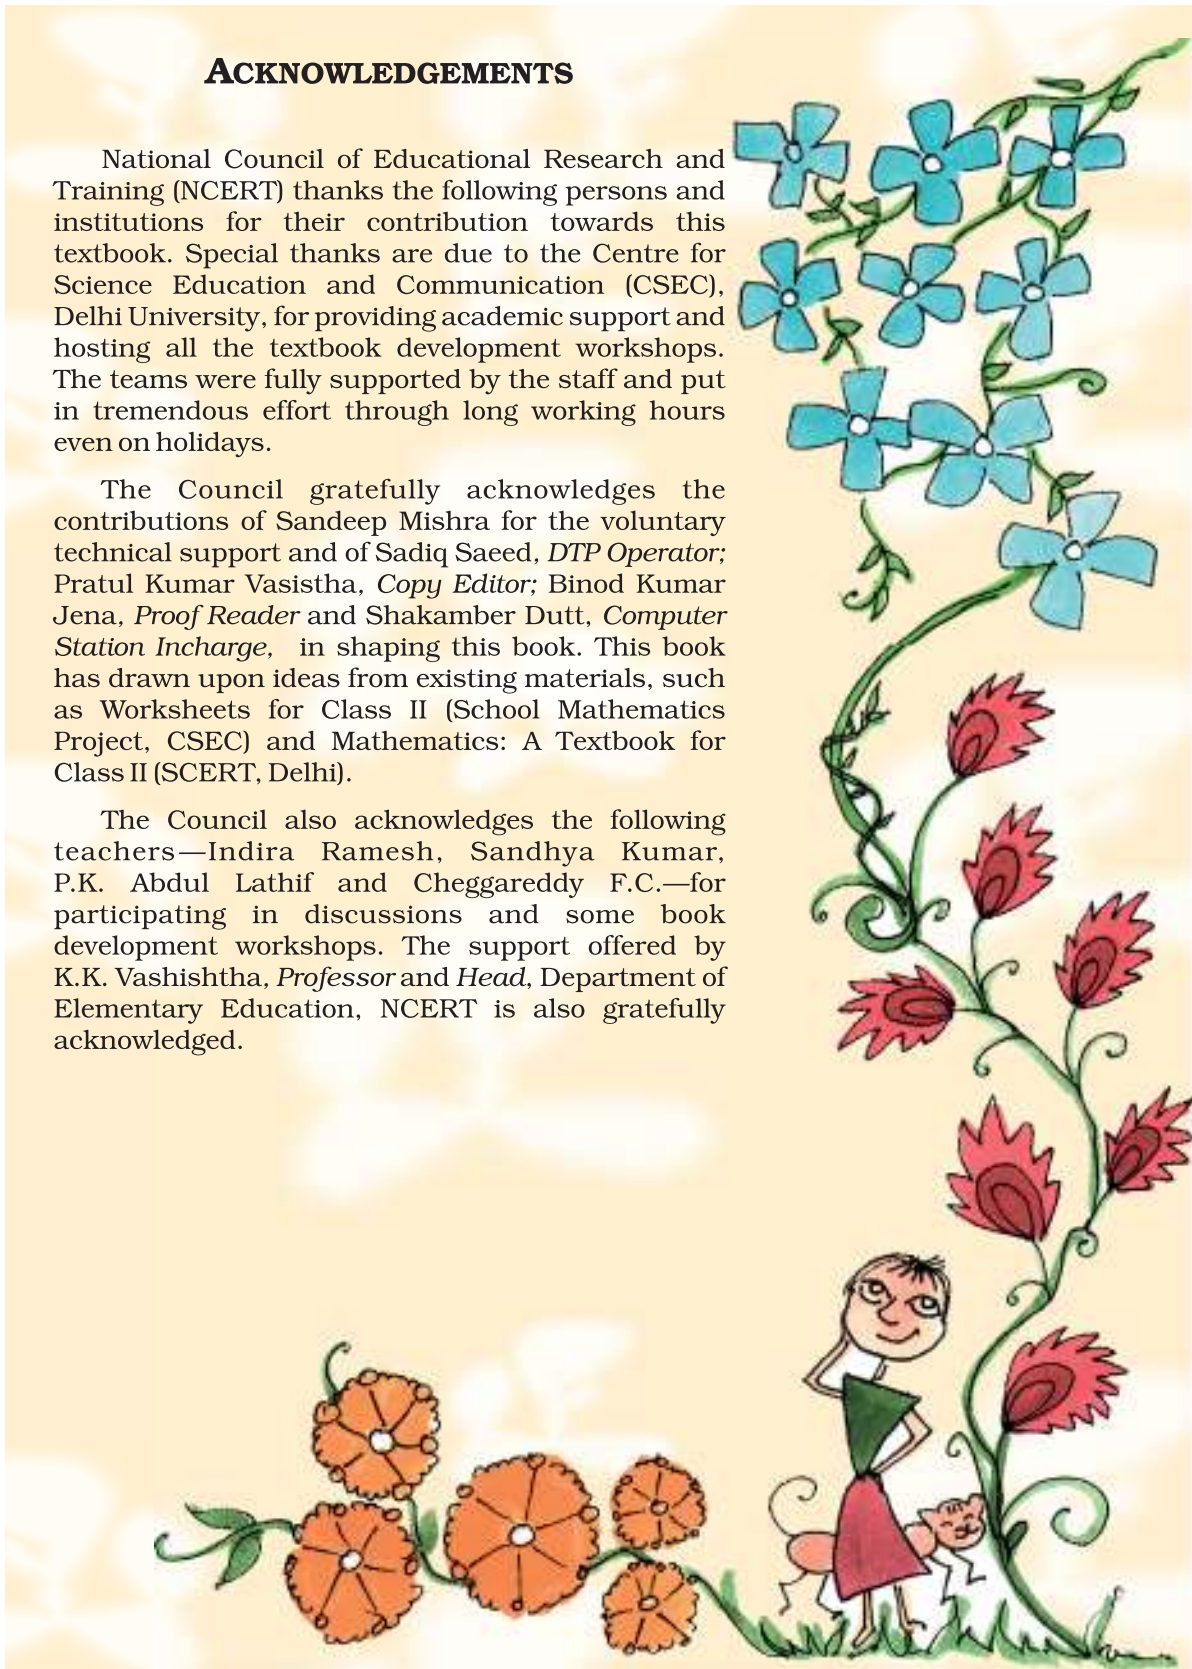 ACKNOWLEDGEMENTS
National Council of Educational Research and
Training (NCERT) thanks the following persons and
institutions for their contribution towards this
textbook. Special thanks are due to the Centre for
Science Education and Communication (CSEC),
Delhi University, for providing academic support and
hosting all the textbook development workshops.
The teams were fully supported by the staff and put
in tremendous effort through long working hours
even on holidays.
The Council gratefully acknowledges the
contributions of Sandeep Mishra for the voluntary
technical support and of Sadiq Saeed, DTP Operator;
Pratul Kumar Vasistha, Copy Editor; Binod Kumar
Jena, Proof Reader and Shakamber Dutt, Computer
Station Incharge, in shaping this book. This book
has drawn upon ideas from existing materials, such
as Worksheets for Class II (School Mathematics
Project, CSEC) and Mathematics: A Textbook for
Class II (SCERT, Delhi).
The Council also acknowledges the following
teachers—Indira Ramesh, Sandhya Kumar,
P.K. Abdul Lathif and Cheggareddy F.C.—for
participating in discussions and some book
development workshops. The support offered by
K.K. Vashishtha, Professor and Head, Department of
Elementary Education, NCERT is also gratefully
acknowledged.